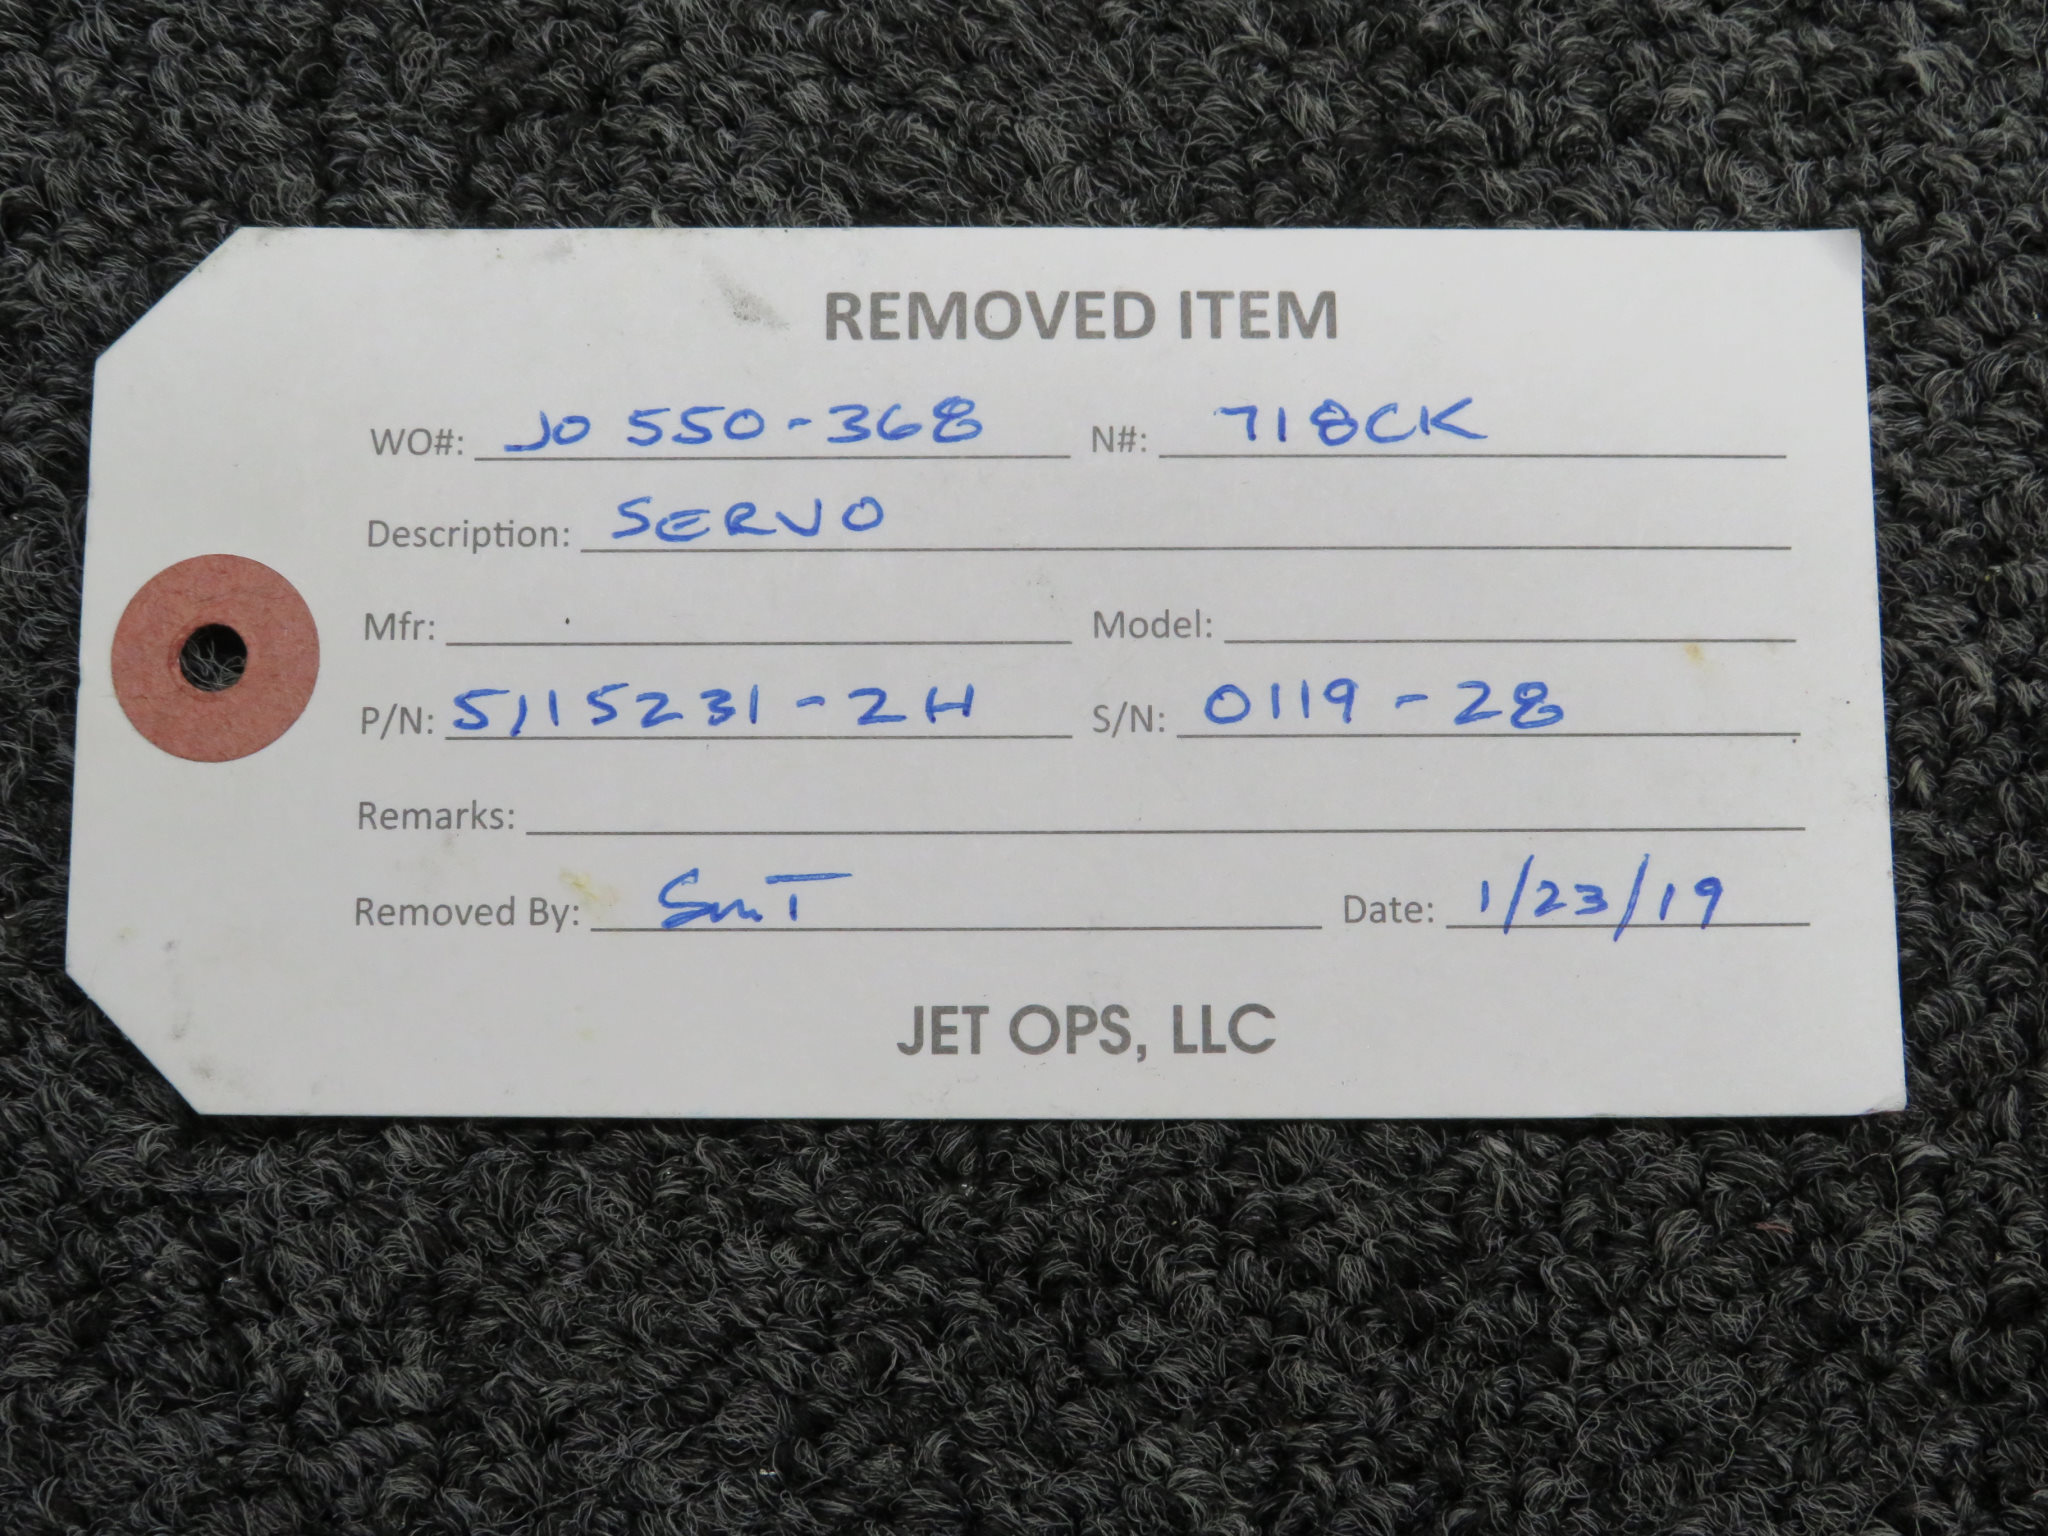 REMOVED ITEM
WO#: JO 550-368 N#: 718CK
Description: SERVO
Mfr: Model:
P/N: 5115231-2H S/N: 0119-28
Remarks:
Removed By: SmT Date: 1/23/19
JET OPS, LLC